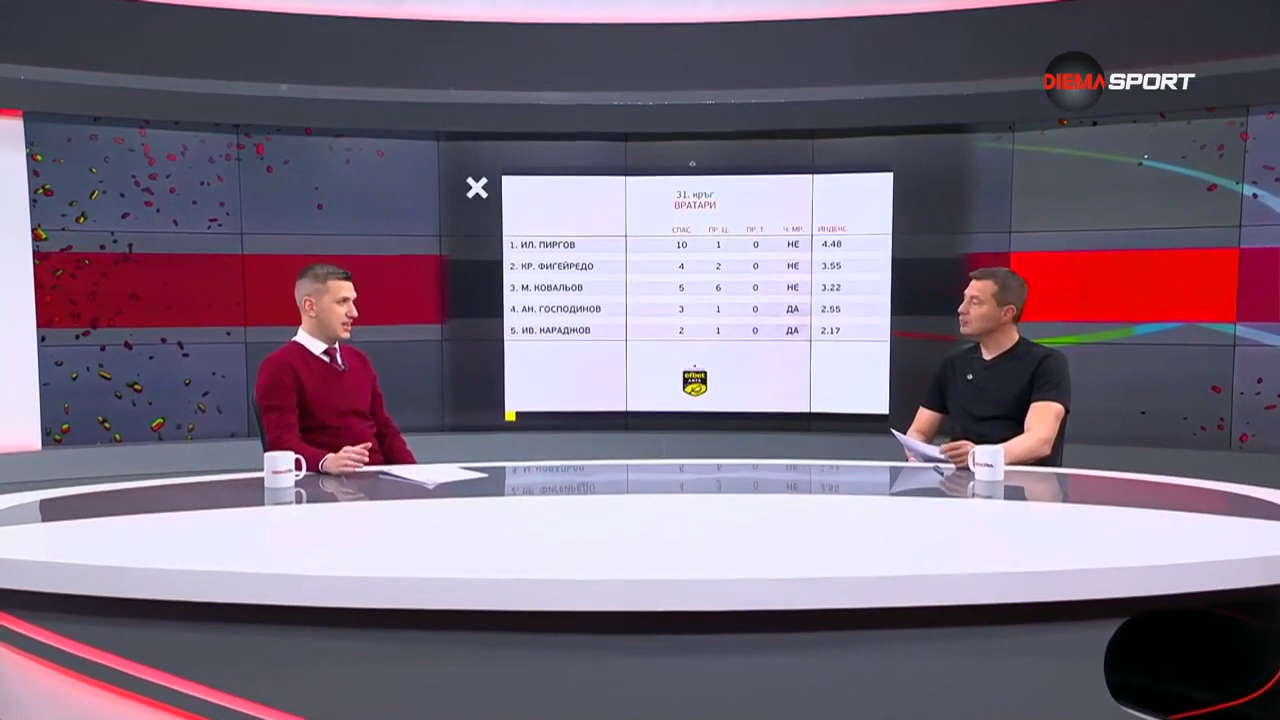 DIEMA SPORT
31. кръг
ВРАТАРИ
СПАС. ПР. Ц. ПР. Т. Ч. МР. ИНДЕКС
1. ИЛ. ПИРГОВ 10 1 0 НЕ 4.48
2. КР. ФИГЕЙРЕДО 4 2 0 НЕ 3.55
3. М. КОВАЛЬОВ 5 6 0 НЕ 3.22
4. АН. ГОСПОДИНОВ 3 1 0 ДА 2.55
5. ИВ. КАРАДЖОВ 2 1 0 ДА 2.17
efbet